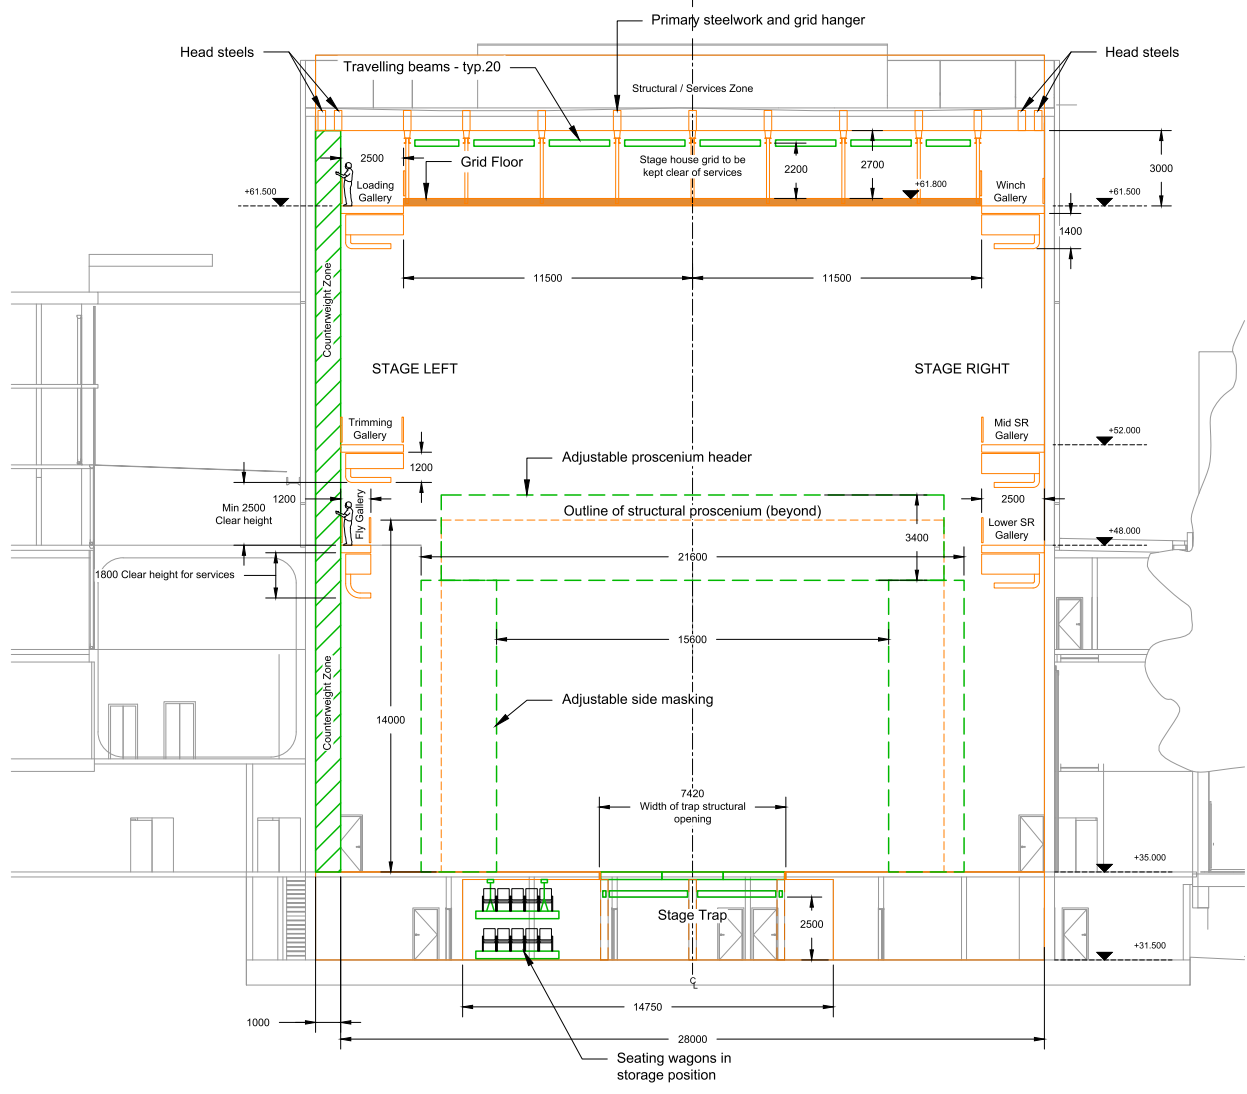 Primary steelwork and grid hanger
Head steels
Head steels
Travelling beams - typ.20
Structural / Services Zone
2500
Grid Floor
Stage house grid to be
kept clear of services
2200
2700
3000
+61.500
Loading
Gallery
+61.800
Winch
Gallery
+61.500
1400
11500
11500
Counterweight Zone
STAGE LEFT
STAGE RIGHT
Trimming
Gallery
Mid SR
Gallery
+52.000
1200
Adjustable proscenium header
Min 2500
Clear height
1200
Fly Gallery
Outline of structural proscenium (beyond)
2500
3400
Lower SR
Gallery
+48.000
21600
1800 Clear height for services
15600
Counterweight Zone
Adjustable side masking
14000
7420
Width of trap structural
opening
+35.000
Stage Trap
2500
+31.500
CL
14750
1000
28000
Seating wagons in
storage position